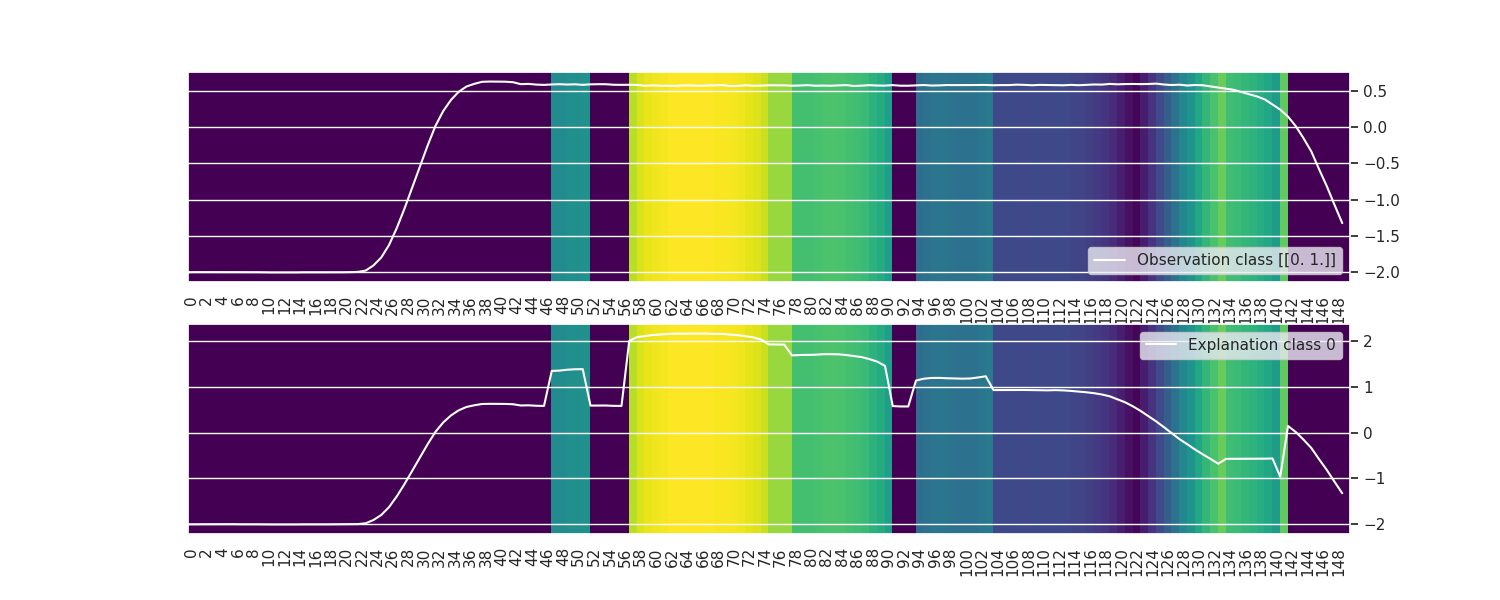 0.5
0.0
−0.5
−1.0
−1.5
−2.0
Observation class [[0. 1.]]
0 2 4 6 8 10 12 14 16 18 20 22 24 26 28 30 32 34 36 38 40 42 44 46 48 50 52 54 56 58 60 62 64 66 68 70 72 74 76 78 80 82 84 86 88 90 92 94 96 98 100 102 104 106 108 110 112 114 116 118 120 122 124 126 128 130 132 134 136 138 140 142 144 146 148
Explanation class 0
2
1
0
−1
−2
0 2 4 6 8 10 12 14 16 18 20 22 24 26 28 30 32 34 36 38 40 42 44 46 48 50 52 54 56 58 60 62 64 66 68 70 72 74 76 78 80 82 84 86 88 90 92 94 96 98 100 102 104 106 108 110 112 114 116 118 120 122 124 126 128 130 132 134 136 138 140 142 144 146 148